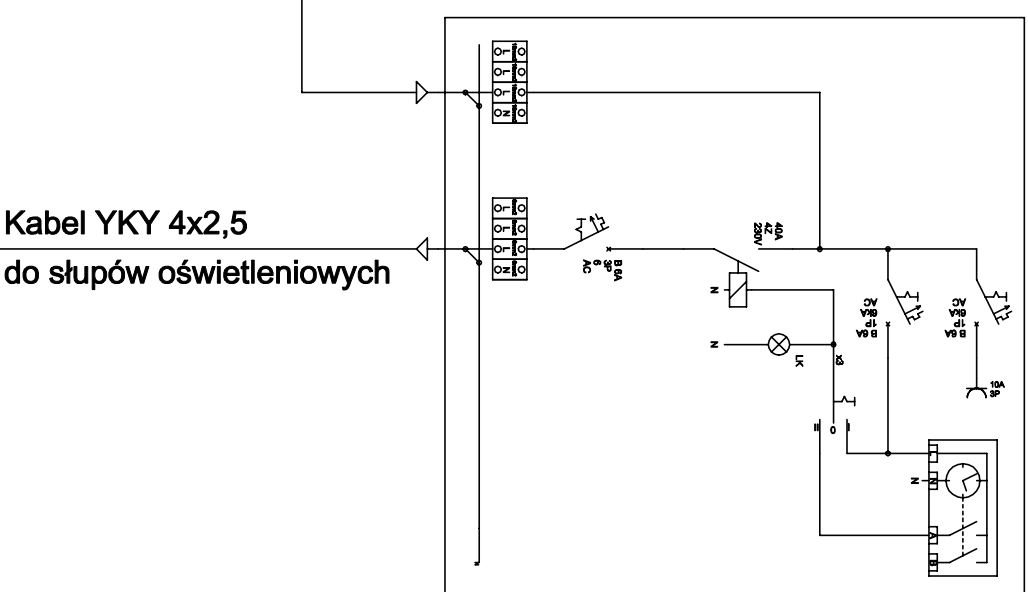 L
L
L
N
Kabel YKY 4x2,5
do słupów oświetleniowych
L
L
L
N
B 6A
3P
6
AC
40A
4Z
230V
N
N
LK
x3
B 6A
1P
6kA
AC
B 6A
1P
6kA
AC
10A
3P
II
0
I
L
N
N
A
B